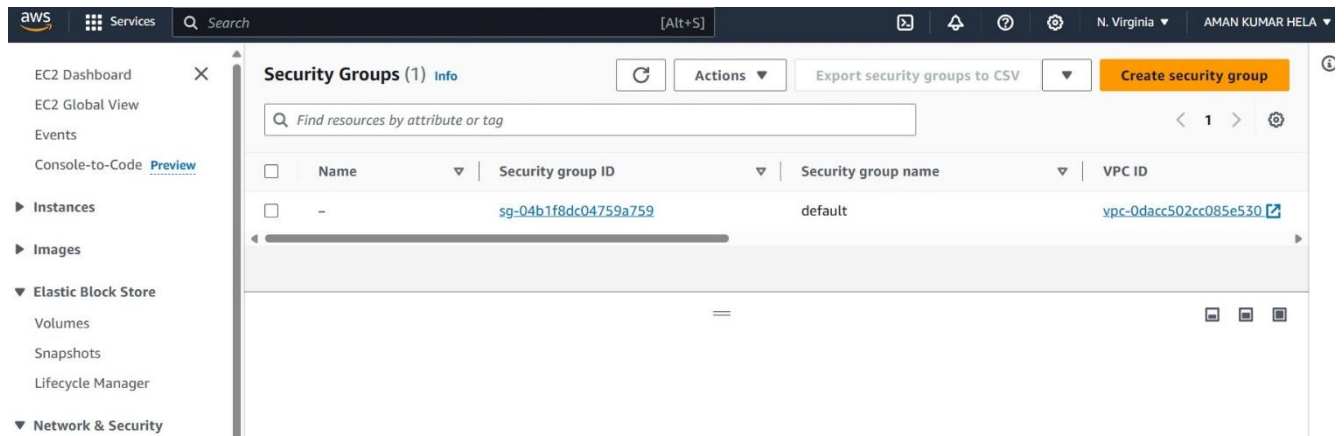 aws Services Search [Alt+S] N. Virginia AMAN KUMAR HELA
EC2 Dashboard
EC2 Global View
Events
Console-to-Code Preview
Instances
Images
Elastic Block Store
Volumes
Snapshots
Lifecycle Manager
Network & Security
Security Groups (1) Info Actions Export security groups to CSV Create security group
Find resources by attribute or tag 1
Name Security group ID Security group name VPC ID
– sg-04b1f8dc04759a759 default vpc-0dacc502cc085e530